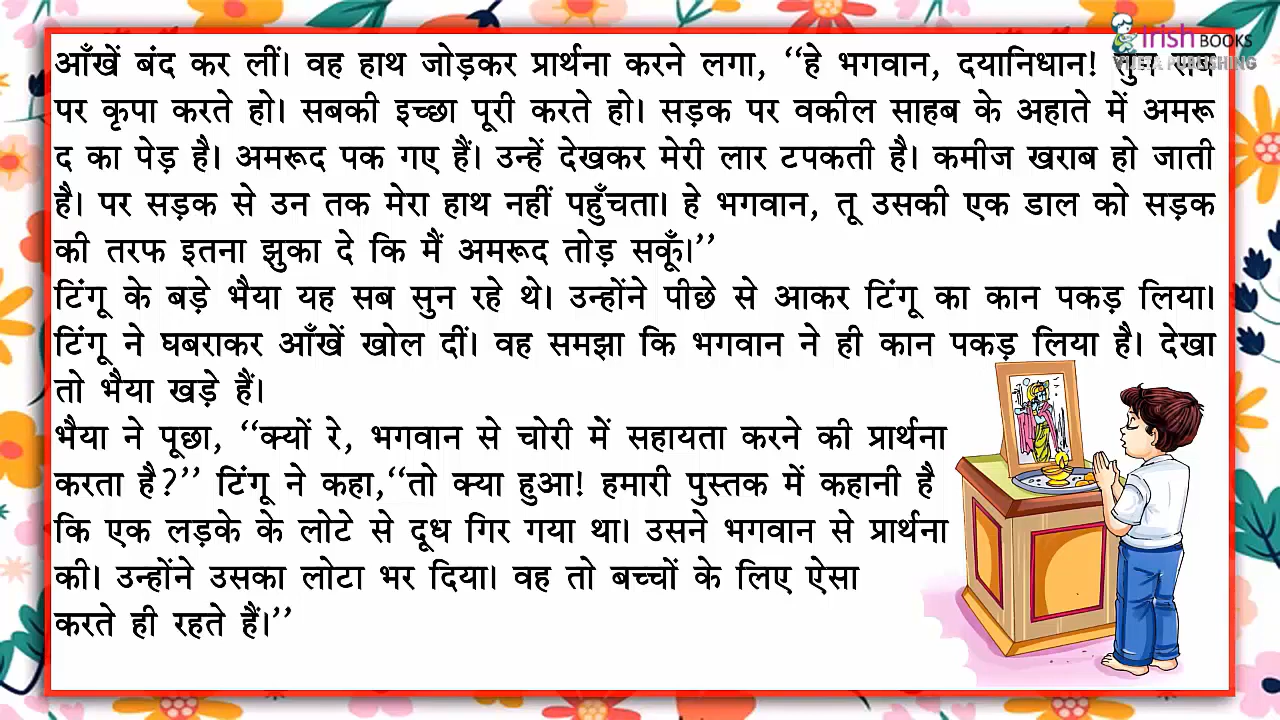 आँखें बंद कर लीं। वह हाथ जोड़कर प्रार्थना करने लगा, ‘‘हे भगवान, दयानिधान!
पर कृपा करते हो। सबकी इच्छा पूरी करते हो। सड़क पर वकील साहब के अहाते में अमरू
द का पेड़ है। अमरूद पक गए हैं। उन्हें देखकर मेरी लार टपकती है। कमीज खराब हो जाती
है। पर सड़क से उन तक मेरा हाथ नहीं पहुँचता। हे भगवान, तू उसकी एक डाल को सड़क
की तरफ इतना झुका दे कि मैं अमरूद तोड़ सकूँ।’’
टिंगू के बड़े भैया यह सब सुन रहे थे। उन्होंने पीछे से आकर टिंगू का कान पकड़ लिया।
टिंगू ने घबराकर आँखें खोल दीं। वह समझा कि भगवान ने ही कान पकड़ लिया है। देखा
तो भैया खड़े हैं।
भैया ने पूछा, ‘‘क्यों रे, भगवान से चोरी में सहायता करने की प्रार्थना
करता है?’’ टिंगू ने कहा,‘‘तो क्या हुआ! हमारी पुस्तक में कहानी है
कि एक लड़के के लोटे से दूध गिर गया था। उसने भगवान से प्रार्थना
की। उन्होंने उसका लोटा भर दिया। वह तो बच्चों के लिए ऐसा
करते ही रहते हैं।’’
irish BOOKS
& PUBLISHING